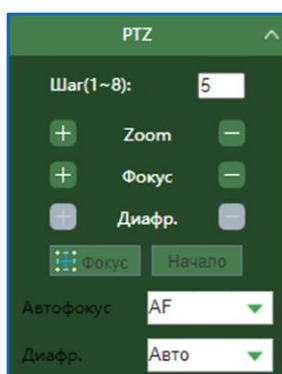 PTZ
Шаг(1~8): 5
Zoom
Фокус
Диафр.
Фокус Начало
Автофокус AF
Диафр. Авто